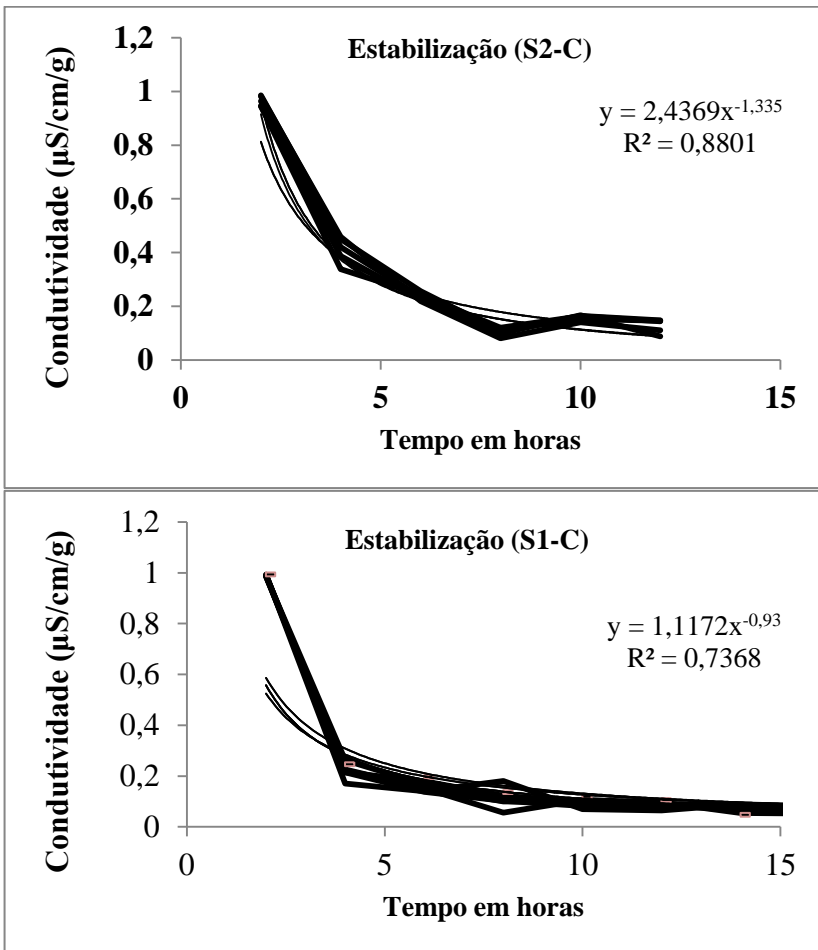 Estabilização (S2-C)
y = 2,4369x^-1,335
R² = 0,8801
Condutividade (µS/cm/g)
1,2
1
0,8
0,6
0,4
0,2
0
0 5 10 15
Tempo em horas
Estabilização (S1-C)
y = 1,1172x^-0,93
R² = 0,7368
Condutividade (µS/cm/g)
1,2
1
0,8
0,6
0,4
0,2
0
0 5 10 15
Tempo em horas